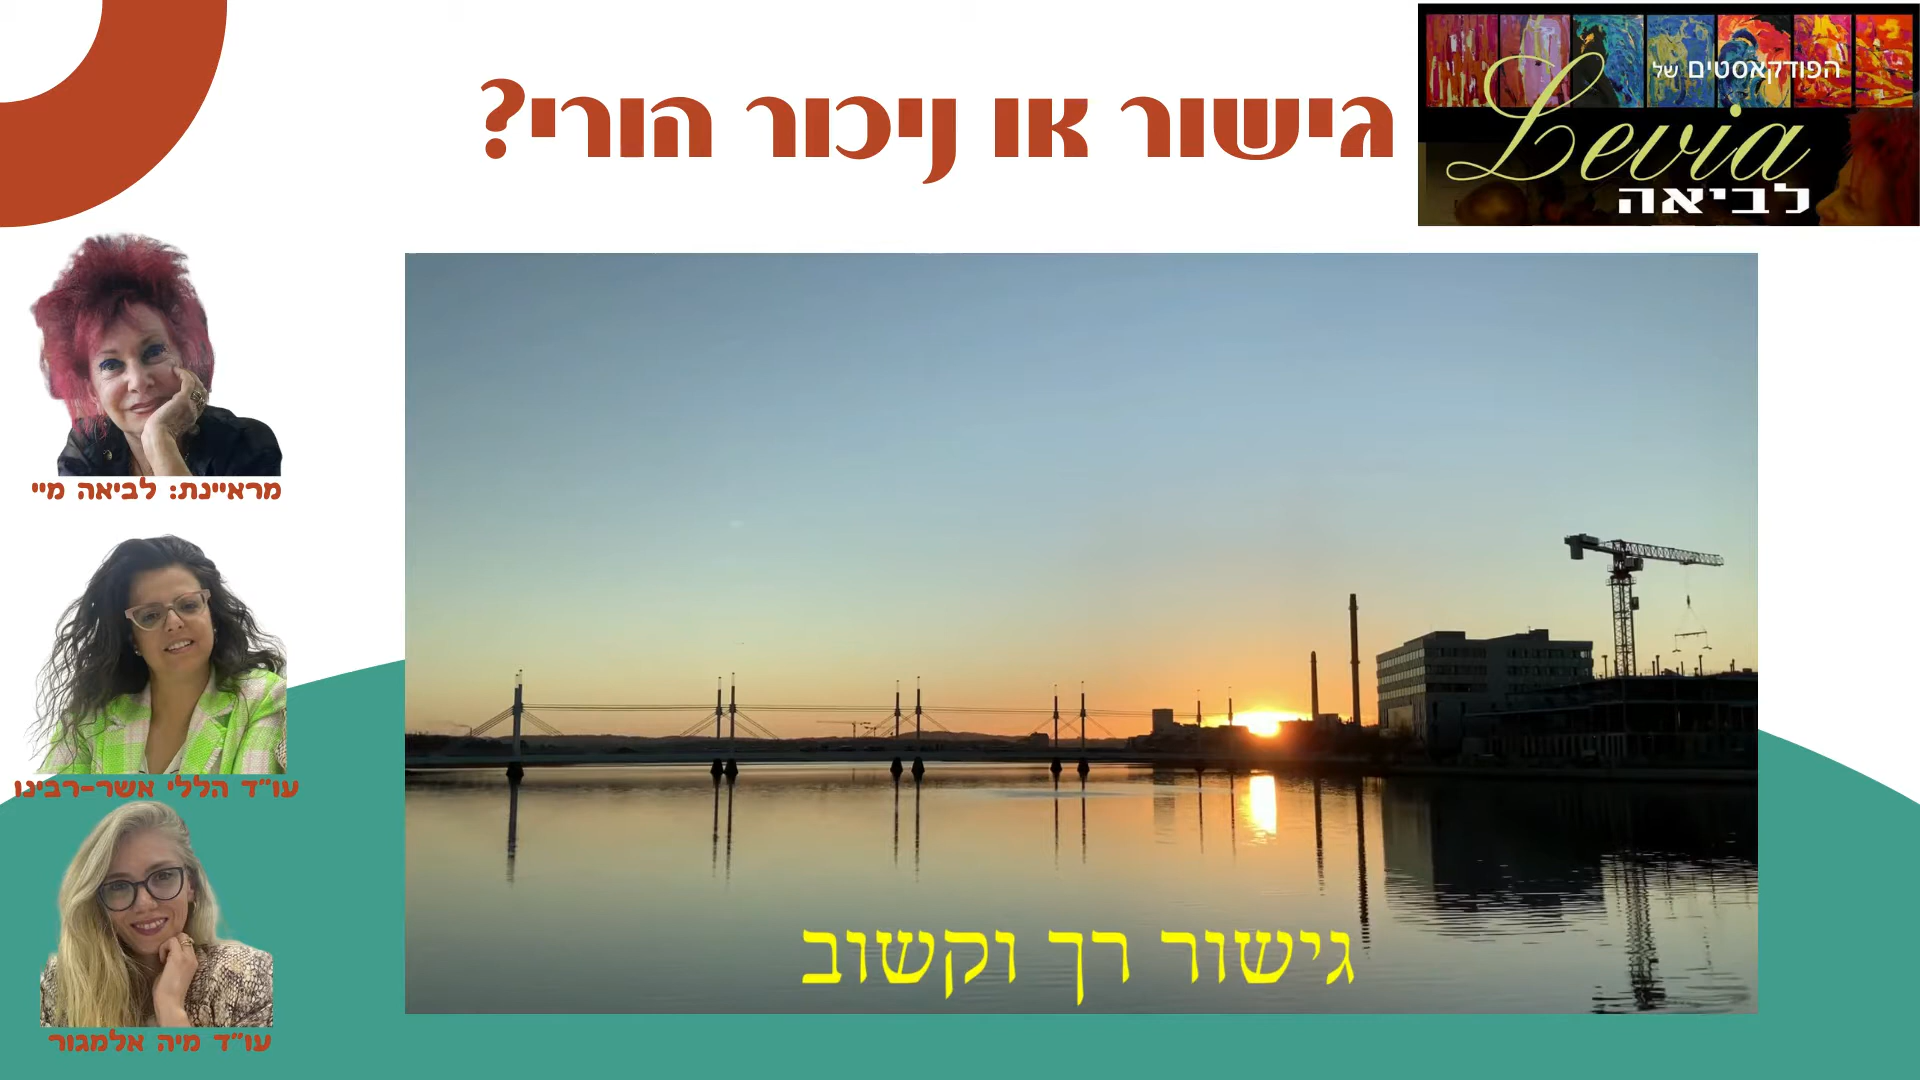 גישור או ניכור הורי?
הפודקאסטים של
Levia
לביאה
מראיינת: לביאה מיי
עו"ד הללי אשר-רבינו
עו"ד מיה אלמגור
גישור רך וקשוב